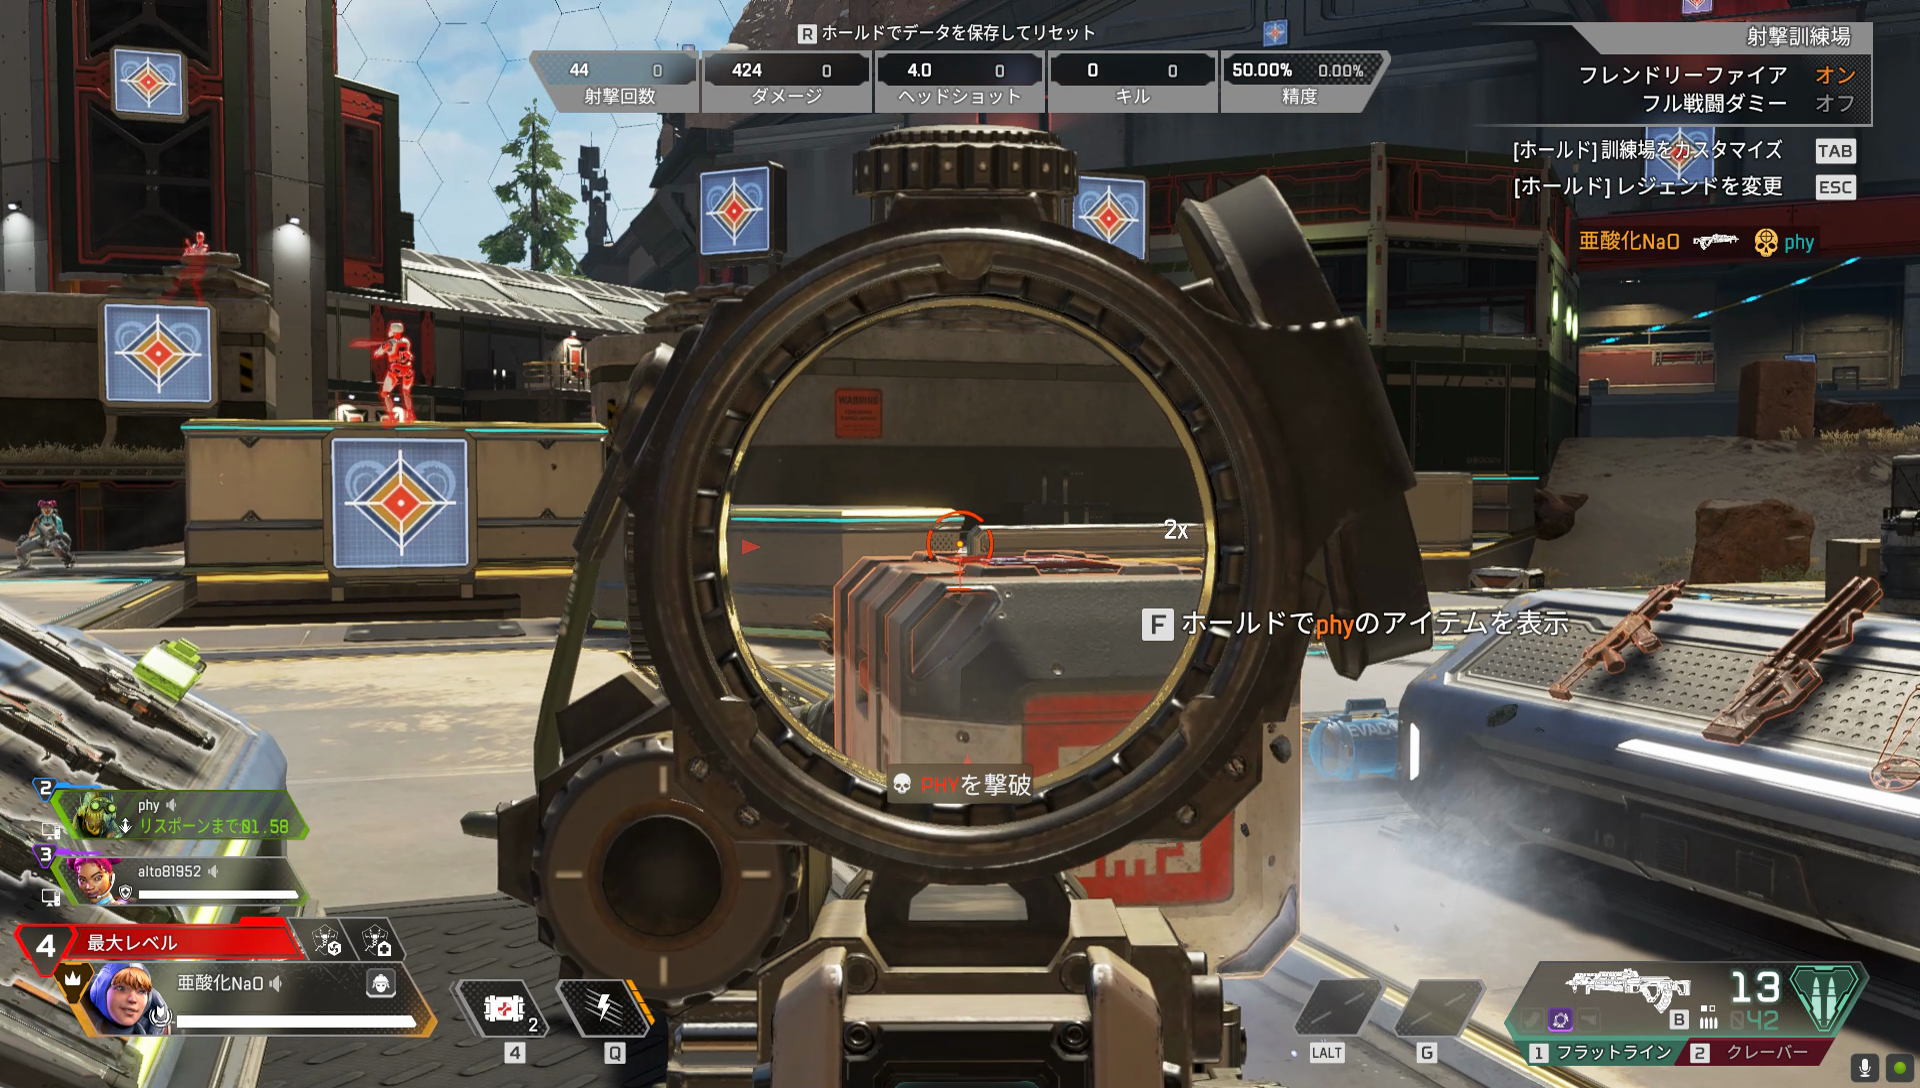 R ホールドでデータを保存してリセット
44 0 424 0 4.0 0 0 0 50.00% 0.00%
射撃回数 ダメージ ヘッドショット キル 精度
射撃訓練場
フレンドリーファイア オン
フル戦闘ダミー オフ
[ホールド]訓練場をカスタマイズ TAB
[ホールド]レジェンドを変更 ESC
亜酸化NaO phy
WARNING
2x
F ホールドでphyのアイテムを表示
EVAC
PHYを撃破
2
phy
リスポーンまで:01.58
3
alto81952
4 最大レベル
亜酸化NaO
2
4 Q
LALT G
13
B 042
1 フラットライン 2 クレーバー